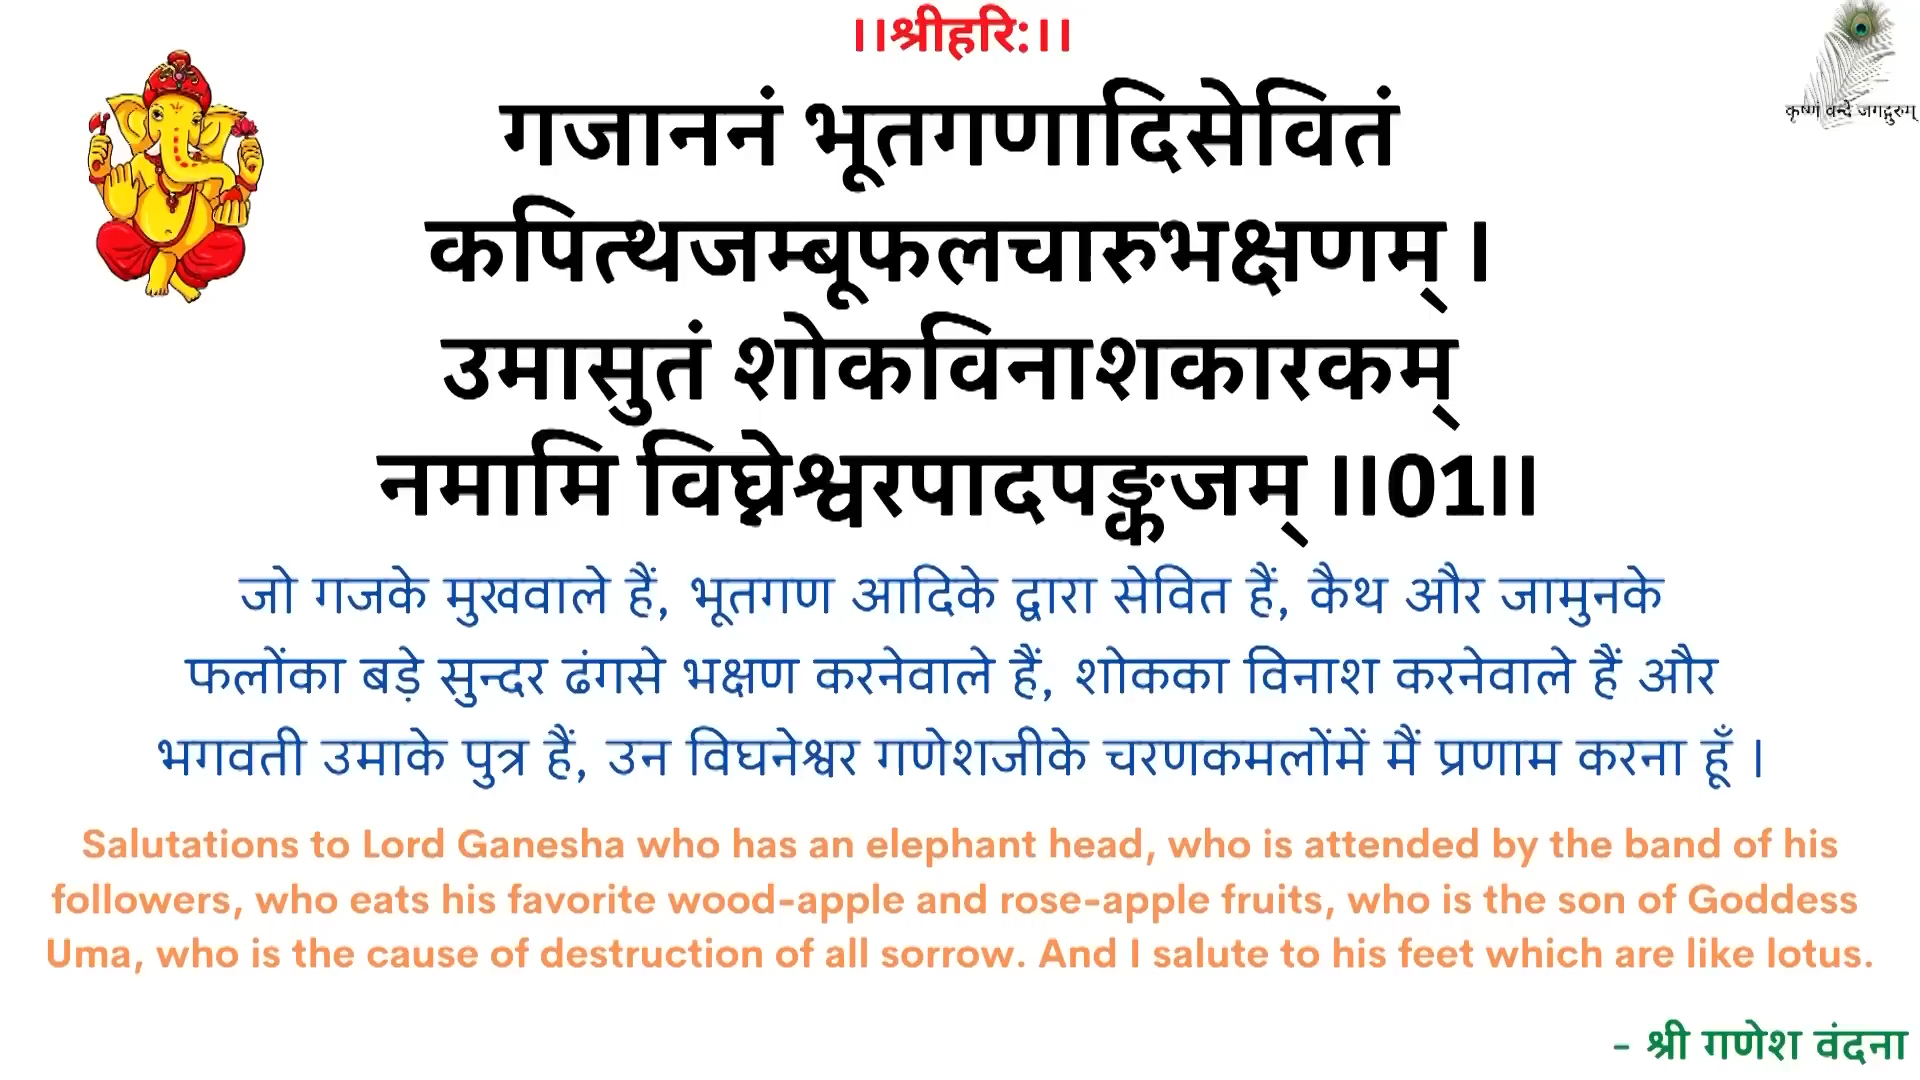 ।।श्रीहरि:।।
कृष्णं वन्दे जगद्गुरुम्
गजाननं भूतगणादिसेवितं
कपित्थजम्बूफलचारुभक्षणम् ।
उमासुतं शोकविनाशकारकम्
नमामि विघ्नेश्वरपादपङ्कजम् ।।01।।
जो गजके मुखवाले हैं, भूतगण आदिके द्वारा सेवित हैं, कैथ और जामुनके
फलोंका बड़े सुन्दर ढंगसे भक्षण करनेवाले हैं, शोकका विनाश करनेवाले हैं और
भगवती उमाके पुत्र हैं, उन विघनेश्वर गणेशजीके चरणकमलोंमें मैं प्रणाम करना हूँ ।
Salutations to Lord Ganesha who has an elephant head, who is attended by the band of his
followers, who eats his favorite wood-apple and rose-apple fruits, who is the son of Goddess
Uma, who is the cause of destruction of all sorrow. And I salute to his feet which are like lotus.
- श्री गणेश वंदना